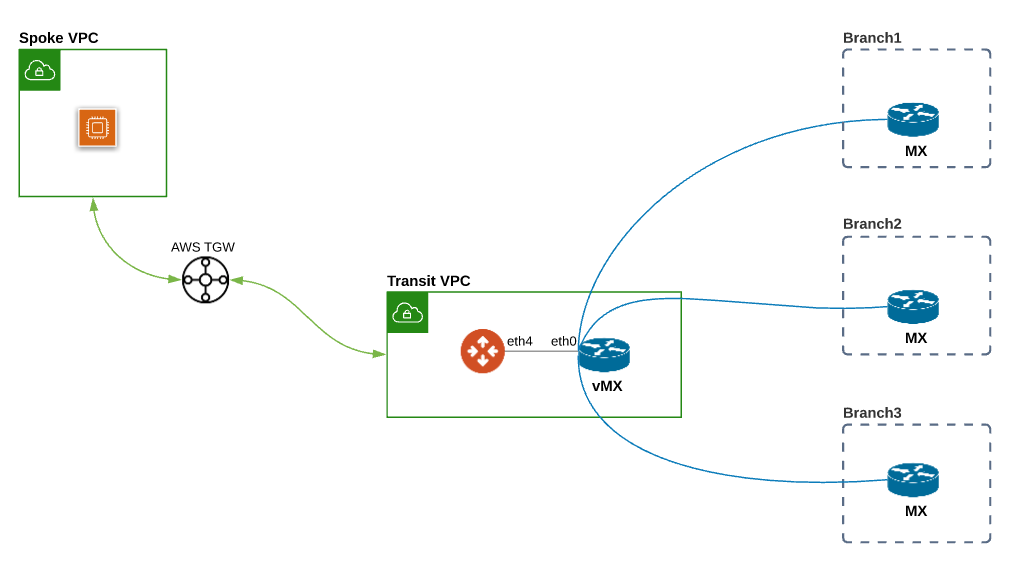 Spoke VPC
AWS TGW
Transit VPC
eth4
eth0
vMX
Branch1
MX
Branch2
MX
Branch3
MX